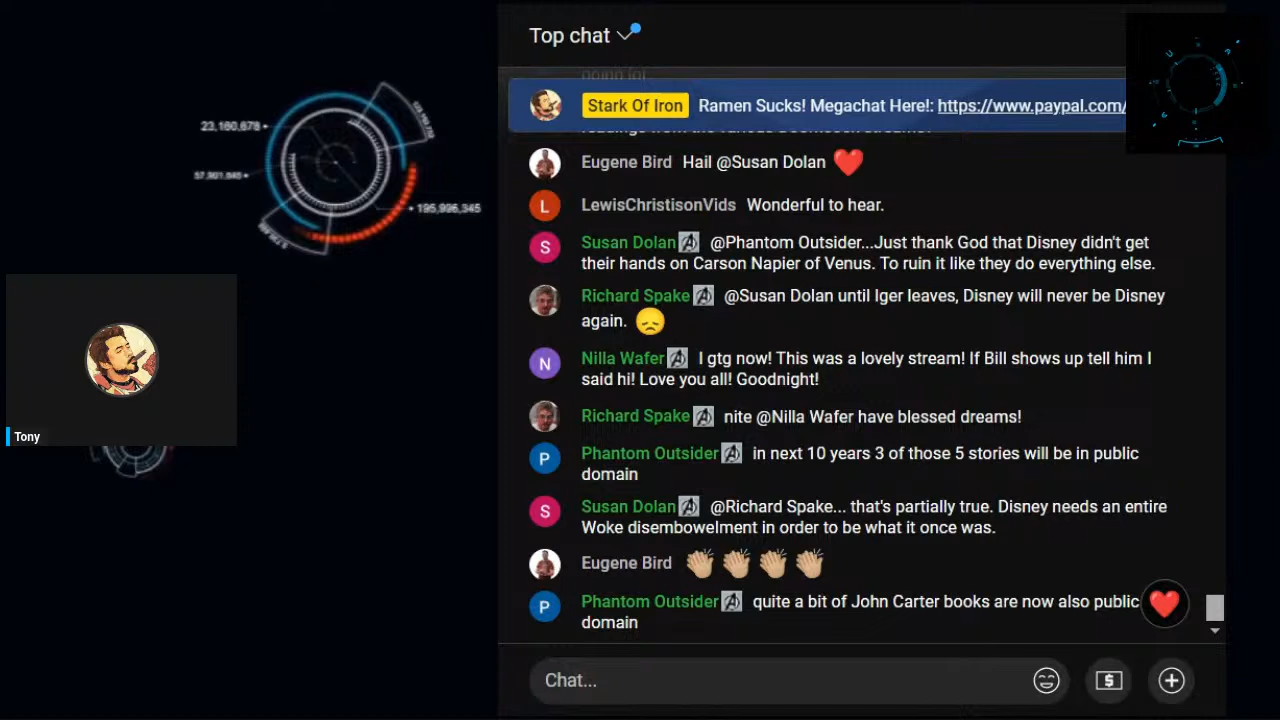 Top chat
going for.
Stark Of Iron Ramen Sucks! Megachat Here!: https://www.paypal.com/
Eugene Bird Hail @Susan Dolan ❤️
L LewisChristisonVids Wonderful to hear.
S Susan Dolan @Phantom Outsider...Just thank God that Disney didn't get
their hands on Carson Napier of Venus. To ruin it like they do everything else.
Richard Spake @Susan Dolan until Iger leaves, Disney will never be Disney
again. 😞
N Nilla Wafer I gtg now! This was a lovely stream! If Bill shows up tell him I
said hi! Love you all! Goodnight!
Richard Spake nite @Nilla Wafer have blessed dreams!
P Phantom Outsider in next 10 years 3 of those 5 stories will be in public
domain
S Susan Dolan @Richard Spake... that's partially true. Disney needs an entire
Woke disembowelment in order to be what it once was.
Eugene Bird 👏🏼👏🏼👏🏼👏🏼
P Phantom Outsider quite a bit of John Carter books are now also public
domain
Chat...
23,160,678
57,901,645
195,996,345
Tony